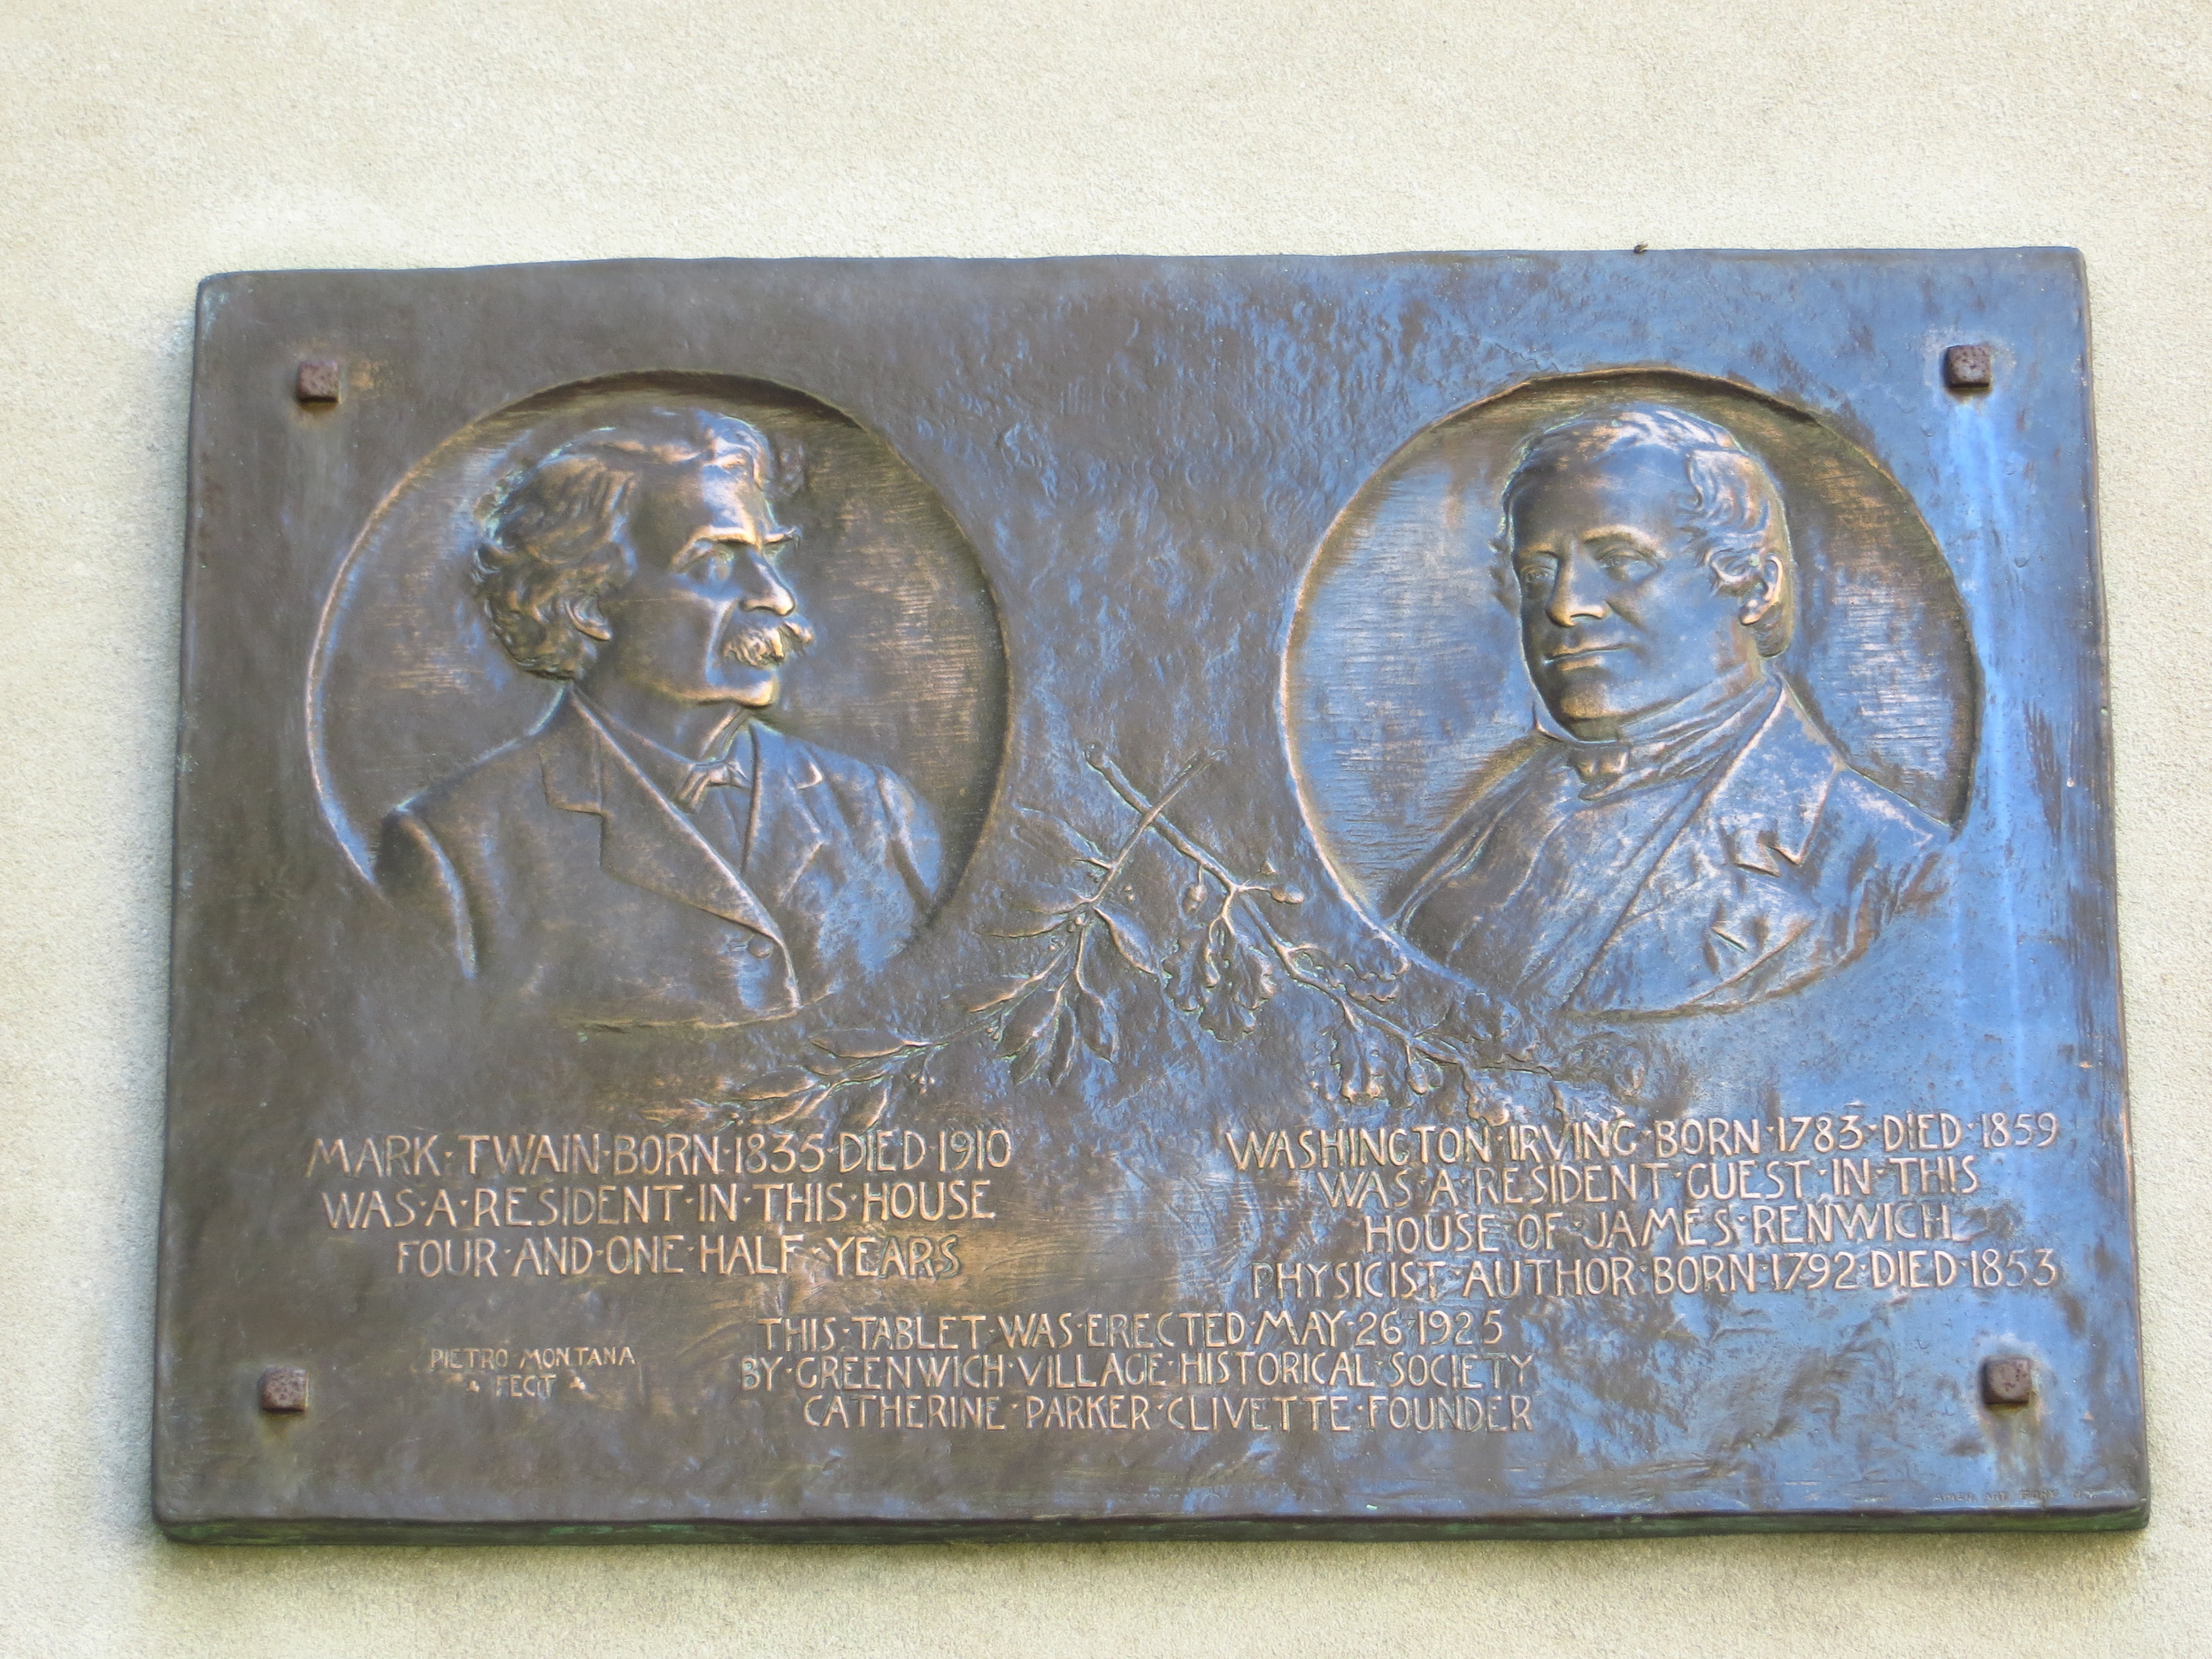 MARK·TWAIN·BORN·1835·DIED·1910
WAS·A·RESIDENT·IN·THIS·HOUSE
FOUR·AND·ONE·HALF·YEARS
WASHINGTON·IRVING·BORN·1783·DIED·1859
WAS·A·RESIDENT·GUEST·IN·THIS
HOUSE·OF·JAMES·RENWICH
PHYSICIST·AUTHOR·BORN·1792·DIED·1853
THIS·TABLET·WAS·ERECTED·MAY·26·1925
BY·GREENWICH·VILLAGE·HISTORICAL·SOCIETY
CATHERINE·PARKER·CLIVETTE·FOUNDER
PIETRO·MONTANA
FECIT